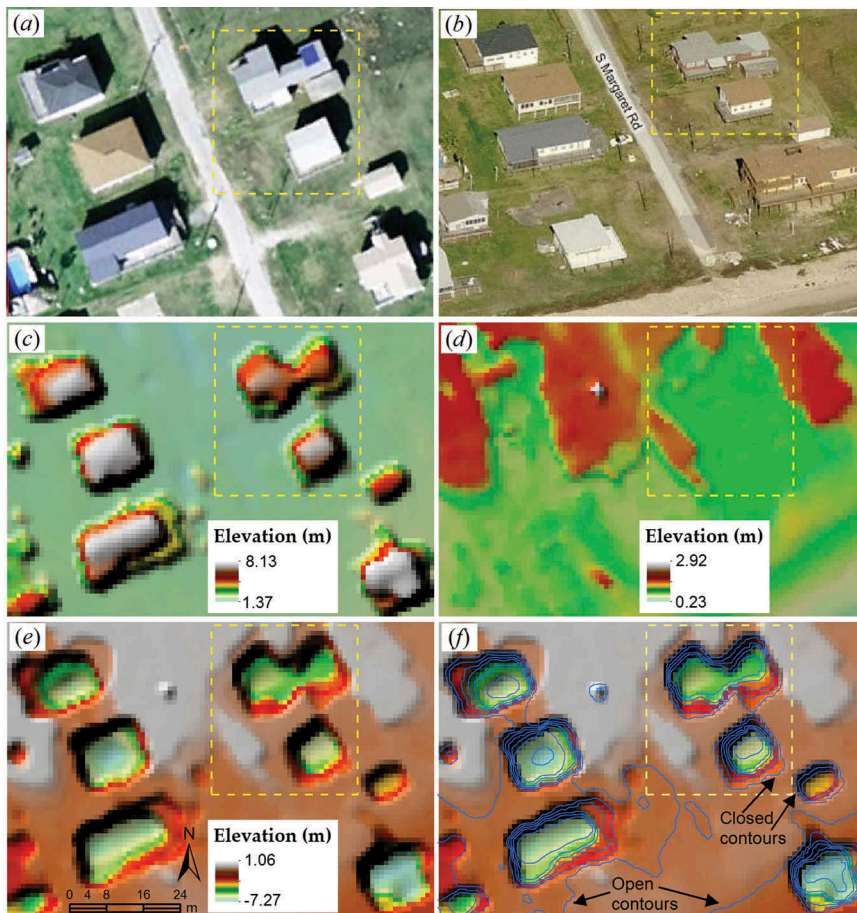 (a)
(b)
S Margaret Rd
(c)
Elevation (m)
8.13
1.37
(d)
Elevation (m)
2.92
0.23
(e)
Elevation (m)
1.06
-7.27
N
0 4 8 16 24
m
(f)
Closed
contours
Open
contours